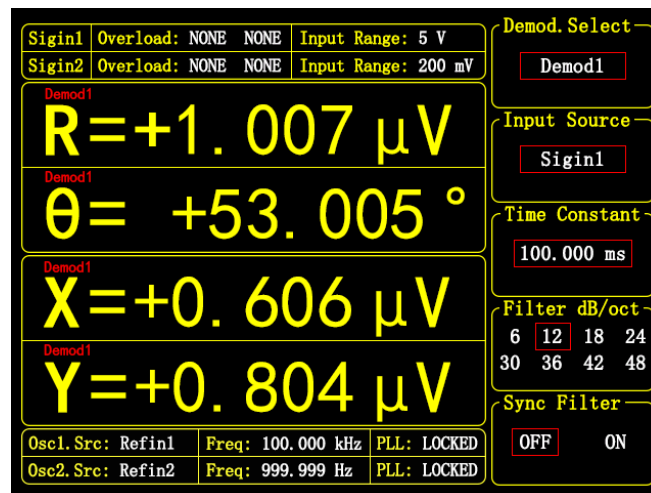 Sigin1 Overload: NONE NONE Input Range: 5 V
Sigin2 Overload: NONE NONE Input Range: 200 mV
Demod1
R=+1.007 μV
Demod1
θ= +53.005 °
Demod1
X=+0.606 μV
Demod1
Y=+0.804 μV
Osc1.Src: Refin1 Freq: 100.000 kHz PLL: LOCKED
Osc2.Src: Refin2 Freq: 999.999 Hz PLL: LOCKED
Demod.Select
Demod1
Input Source
Sigin1
Time Constant
100.000 ms
Filter dB/oct
6 12 18 24
30 36 42 48
Sync Filter
OFF ON